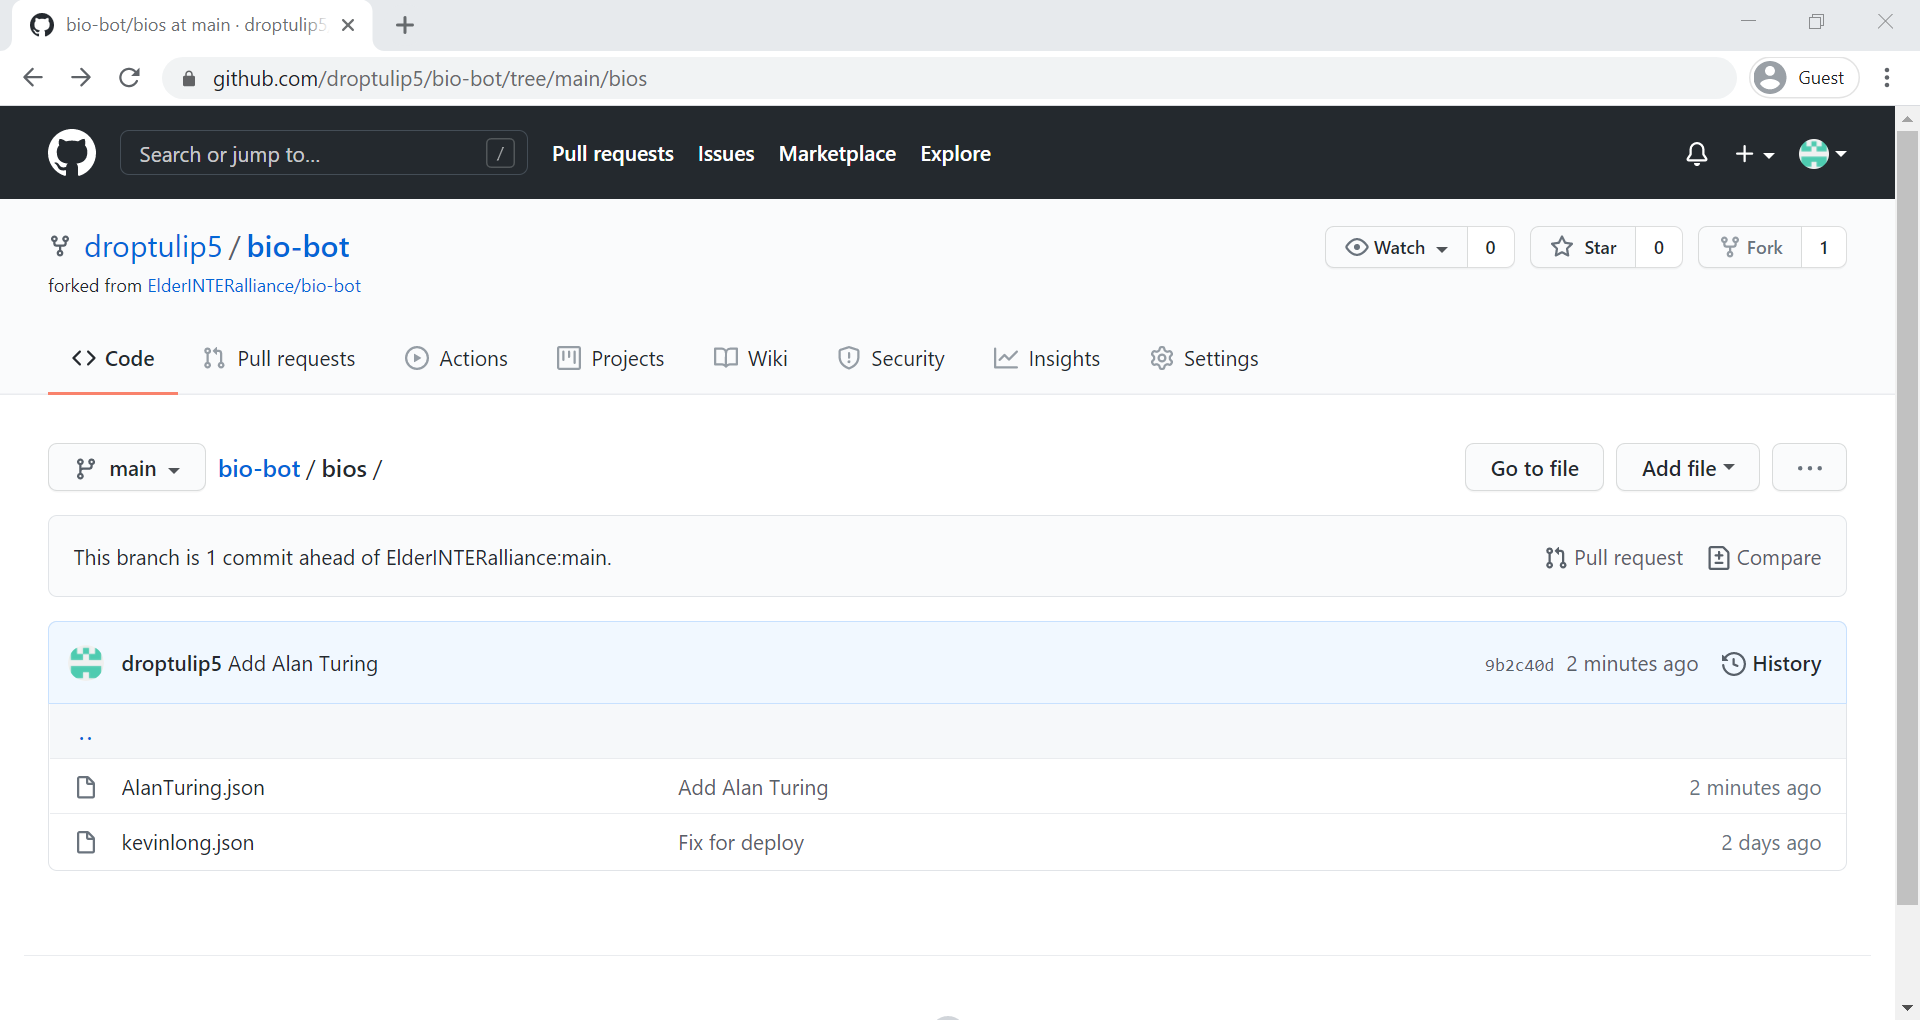 bio-bot/bios at main · droptulip5
github.com/droptulip5/bio-bot/tree/main/bios
Guest
Search or jump to... /
Pull requests Issues Marketplace Explore
droptulip5 / bio-bot
Watch 0 Star 0 Fork 1
forked from ElderINTERalliance/bio-bot
Code Pull requests Actions Projects Wiki Security Insights Settings
main bio-bot / bios /
Go to file Add file ...
This branch is 1 commit ahead of ElderINTERalliance:main.
Pull request Compare
droptulip5 Add Alan Turing
9b2c40d 2 minutes ago History
..
AlanTuring.json Add Alan Turing 2 minutes ago
kevinlong.json Fix for deploy 2 days ago